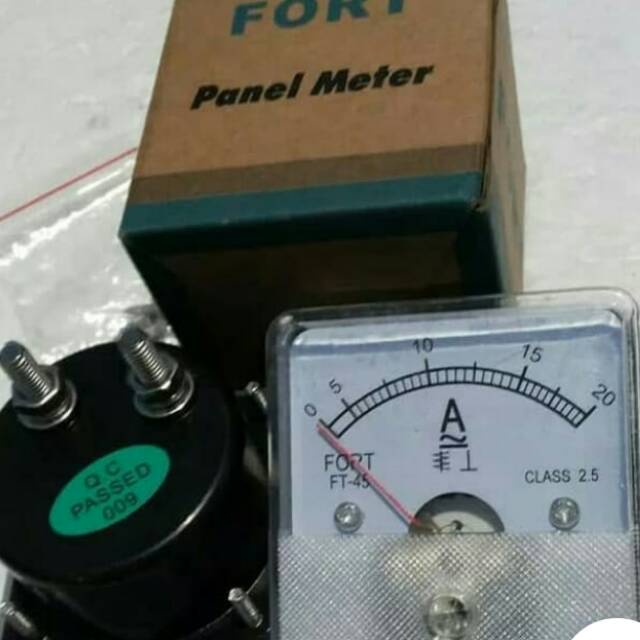 FORT
Panel Meter
Q C
PASSED
009
0 5 10 15 20
A
FORT
FT-45
CLASS 2.5